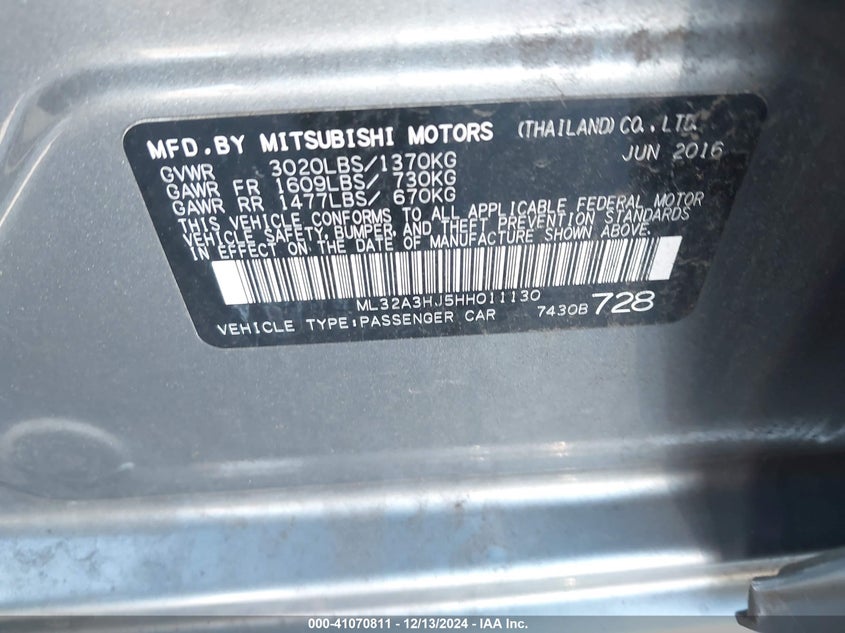 MFD.BY MITSUBISHI MOTORS (THAILAND) CO.,LTD.
JUN 2016
GVWR 3020LBS/1370KG
GAWR FR 1609LBS/ 730KG
GAWR RR 1477LBS/ 670KG
THIS VEHICLE CONFORMS TO ALL APPLICABLE FEDERAL MOTOR
VEHICLE SAFETY, BUMPER, AND THEFT PREVENTION STANDARDS
IN EFFECT ON THE DATE OF MANUFACTURE SHOWN ABOVE.
ML32A3HJ5HH011130
VEHICLE TYPE:PASSENGER CAR 7430B 728
000-41070811 - 12/13/2024 - IAA Inc.